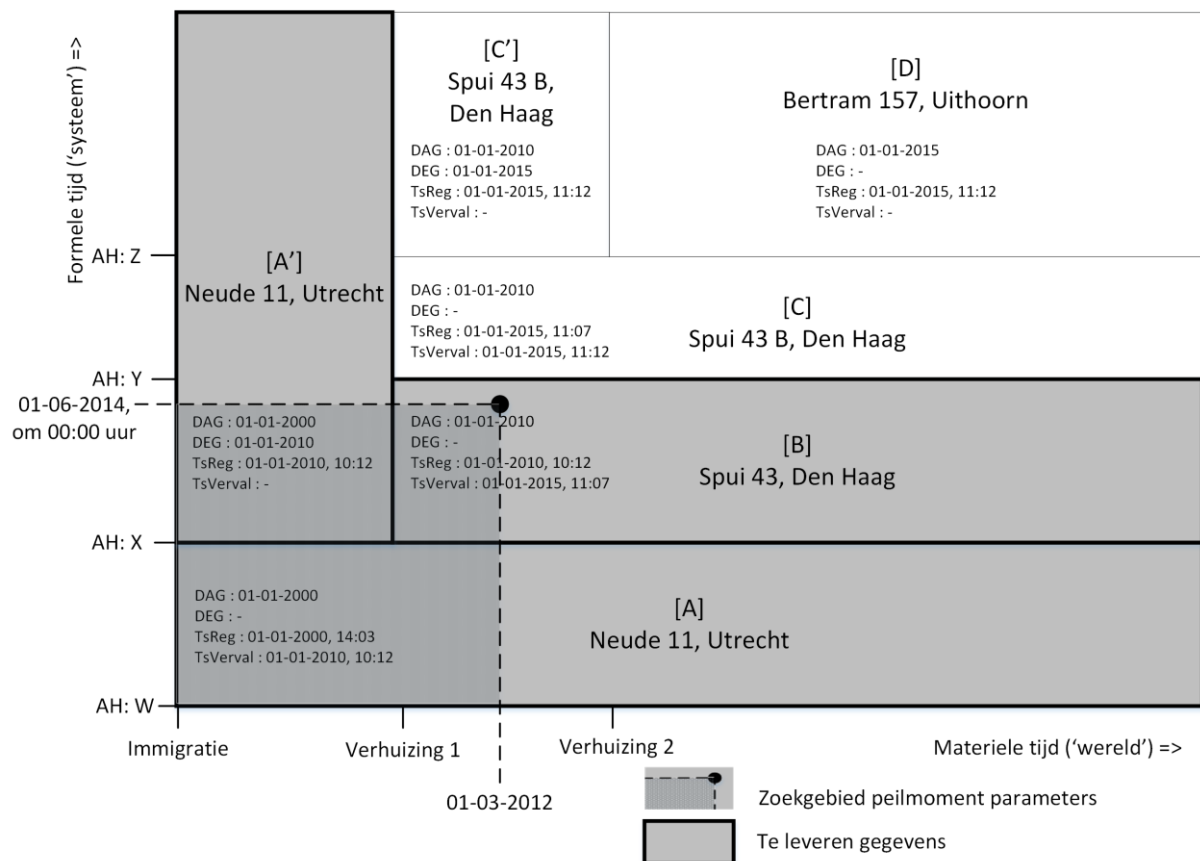 Formele tijd ('systeem') =>
[C']
Spui 43 B,
Den Haag
DAG : 01-01-2010
DEG : 01-01-2015
TsReg : 01-01-2015, 11:12
TsVerval : -
[D]
Bertram 157, Uithoorn
DAG : 01-01-2015
DEG : -
TsReg : 01-01-2015, 11:12
TsVerval : -
AH: Z
[A']
Neude 11, Utrecht
DAG : 01-01-2010
DEG : -
TsReg : 01-01-2015, 11:07
TsVerval : 01-01-2015, 11:12
[C]
Spui 43 B, Den Haag
AH: Y
01-06-2014,
om 00:00 uur
DAG : 01-01-2000
DEG : 01-01-2010
TsReg : 01-01-2010, 10:12
TsVerval : -
DAG : 01-01-2010
DEG : -
TsReg : 01-01-2010, 10:12
TsVerval : 01-01-2015, 11:07
[B]
Spui 43, Den Haag
AH: X
DAG : 01-01-2000
DEG : -
TsReg : 01-01-2000, 14:03
TsVerval : 01-01-2010, 10:12
[A]
Neude 11, Utrecht
AH: W
Immigratie
Verhuizing 1
Verhuizing 2
Materiele tijd ('wereld') =>
01-03-2012
Zoekgebied peilmoment parameters
Te leveren gegevens